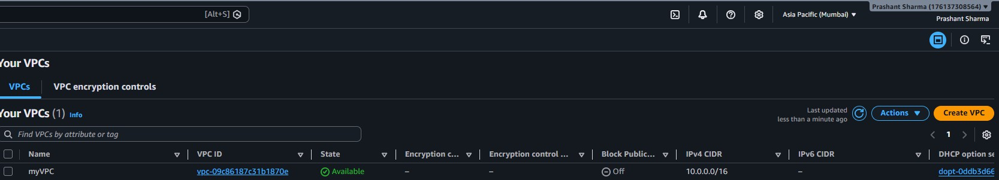 [Alt+S]
Asia Pacific (Mumbai) ▼
Prashant Sharma (176137308564) ▼
Prashant Sharma
Your VPCs
VPCs
VPC encryption controls
Your VPCs (1) Info
Last updated
less than a minute ago
Actions ▼
Create VPC
Find VPCs by attribute or tag
1
Name VPC ID State Encryption c... Encryption control ... Block Public... IPv4 CIDR IPv6 CIDR DHCP option se
myVPC vpc-09c86187c31b1870e Available – – Off 10.0.0.0/16 – dopt-0ddb3d66